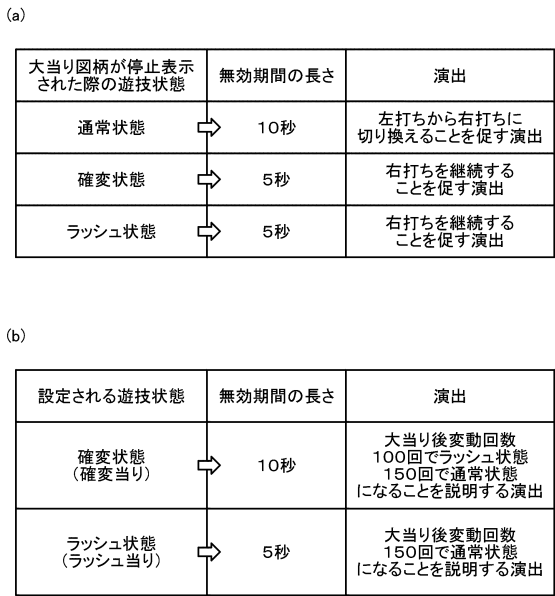 (a)
大当り図柄が停止表示
された際の遊技状態
無効期間の長さ
演出
通常状態
10秒
左打ちから右打ちに
切り換えることを促す演出
確変状態
5秒
右打ちを継続する
ことを促す演出
ラッシュ状態
5秒
右打ちを継続する
ことを促す演出
(b)
設定される遊技状態
無効期間の長さ
演出
確変状態
(確変当り)
10秒
大当り後変動回数
100回でラッシュ状態
150回で通常状態
になることを説明する演出
ラッシュ状態
(ラッシュ当り)
5秒
大当り後変動回数
150回で通常状態
になることを説明する演出